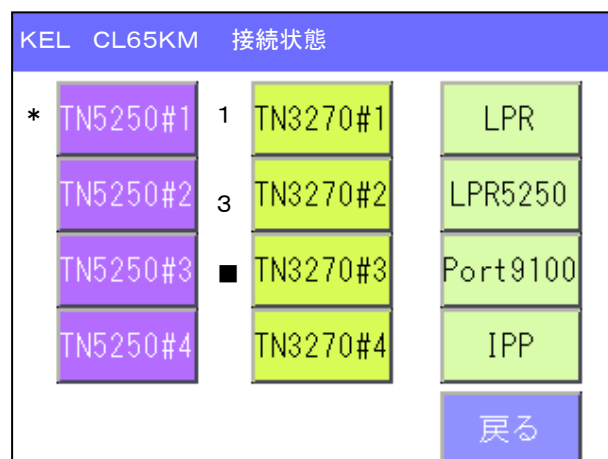 KEL CL65KM 接続状態
* TN5250#1 1 TN3270#1 LPR
TN5250#2 3 TN3270#2 LPR5250
TN5250#3 ■ TN3270#3 Port9100
TN5250#4 TN3270#4 IPP
戻る